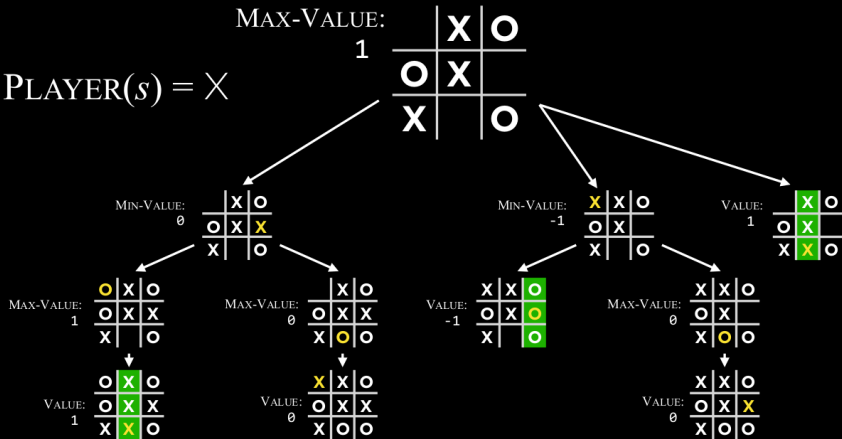 MAX-VALUE:
1
X O
O X
X O
PLAYER(s) = X
MIN-VALUE:
0
X O
O X X
X O
MIN-VALUE:
-1
X X O
O X
X O
VALUE:
1
X O
O X
X X O
MAX-VALUE:
1
O X O
O X X
X O
MAX-VALUE:
0
X O
O X X
X O O
VALUE:
-1
X X O
O X O
X O
MAX-VALUE:
0
X X O
O X
X O O
VALUE:
1
O X O
O X X
X X O
VALUE:
0
X X O
O X X
X O O
VALUE:
0
X X O
O X X
X O O